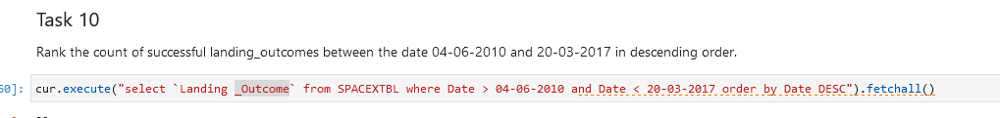 Task 10
Rank the count of successful landing_outcomes between the date 04-06-2010 and 20-03-2017 in descending order.
60]: cur.execute("select `Landing _Outcome` from SPACEXTBL where Date > 04-06-2010 and Date < 20-03-2017 order by Date DESC").fetchall()